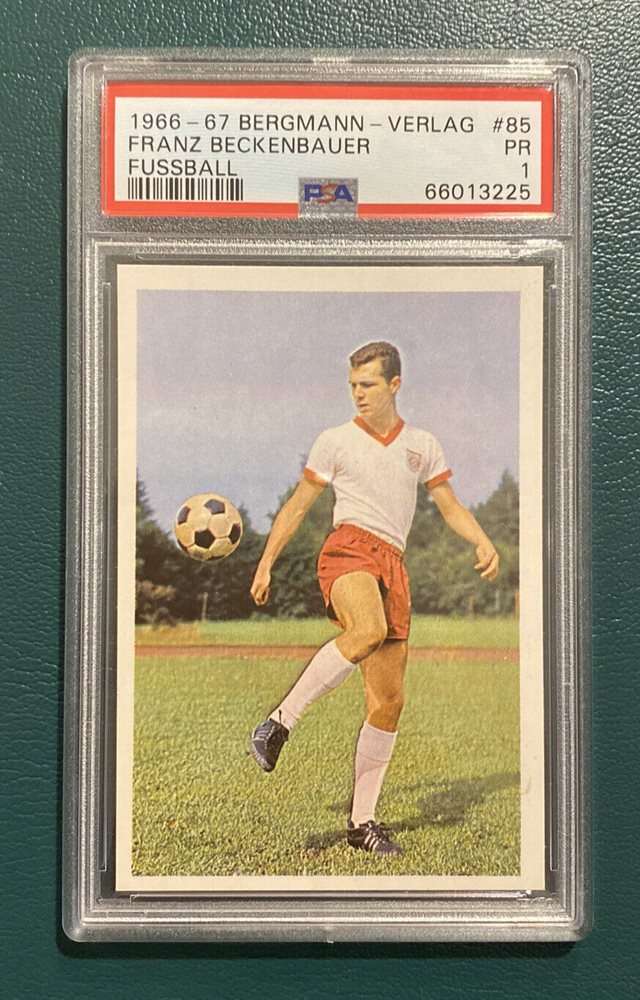 1966-67 BERGMANN-VERLAG #85
FRANZ BECKENBAUER PR
FUSSBALL 1
PSA 66013225